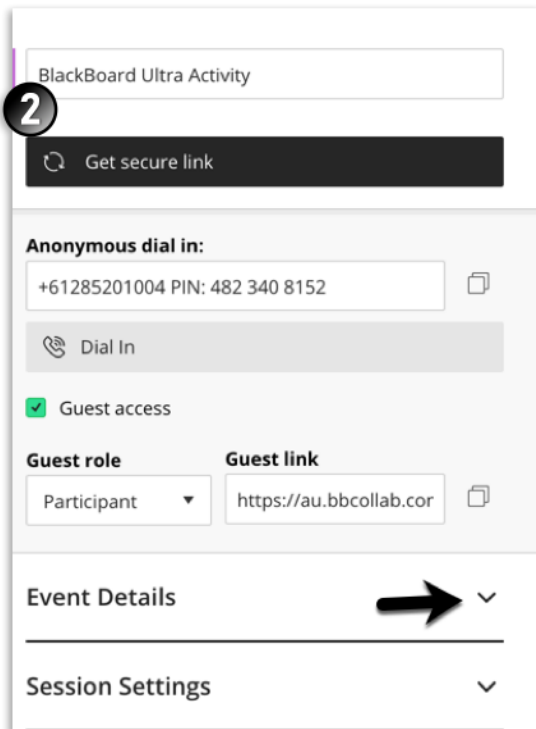 BlackBoard Ultra Activity
2
Get secure link
Anonymous dial in:
+61285201004 PIN: 482 340 8152
Dial In
Guest access
Guest role Guest link
Participant https://au.bbcollab.cor
Event Details
Session Settings